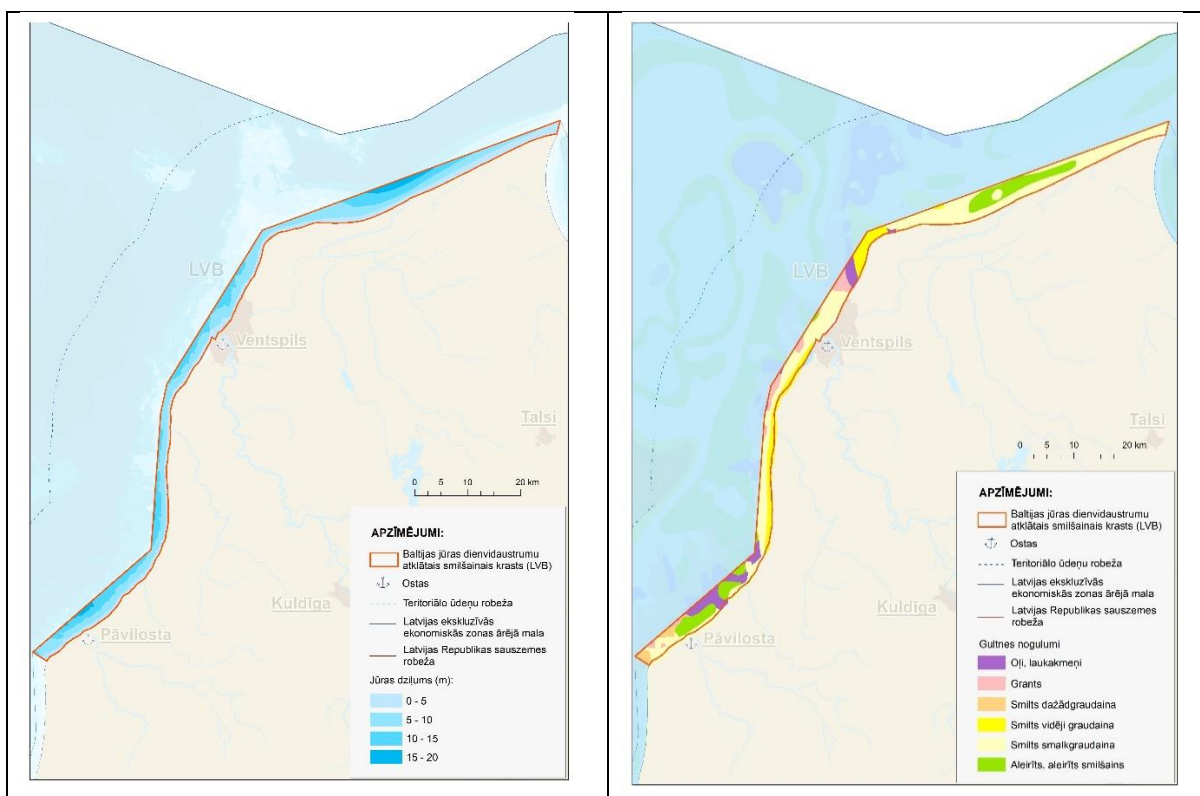 LVB
Ventspils
Talsi
0 5 10 20 km
Kuldīga
Pāvilosta
APZĪMĒJUMI:
Baltijas jūras dienvidaustrumu
atklātais smilšainais krasts (LVB)
Ostas
Teritoriālo ūdeņu robeža
Latvijas ekskluzīvās
ekonomiskās zonas ārējā mala
Latvijas Republikas sauszemes
robeža
Jūras dziļums (m):
0 - 5
5 - 10
10 - 15
15 - 20
LVB
Ventspils
Talsi
0 5 10 20 km
Kuldīga
Pāvilosta
APZĪMĒJUMI:
Baltijas jūras dienvidaustrumu
atklātais smilšainais krasts (LVB)
Ostas
Teritoriālo ūdeņu robeža
Latvijas ekskluzīvās
ekonomiskās zonas ārējā mala
Latvijas Republikas sauszemes
robeža
Gultnes nogulumi
Oļi, laukakmeņi
Grants
Smilts dažādgraudaina
Smilts vidēji graudaina
Smilts smalkgraudaina
Aleirīts, aleirīts smilšains